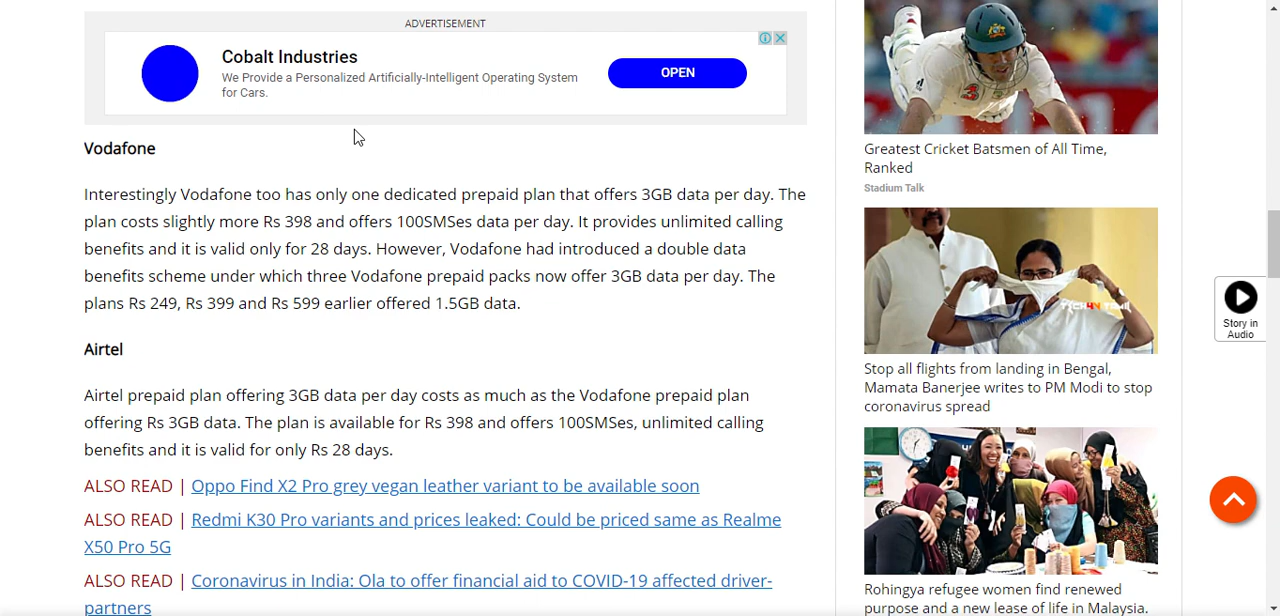 ADVERTISEMENT
Cobalt Industries
We Provide a Personalized Artificially-Intelligent Operating System
for Cars.
OPEN
Vodafone
Interestingly Vodafone too has only one dedicated prepaid plan that offers 3GB data per day. The
plan costs slightly more Rs 398 and offers 100SMSes data per day. It provides unlimited calling
benefits and it is valid only for 28 days. However, Vodafone had introduced a double data
benefits scheme under which three Vodafone prepaid packs now offer 3GB data per day. The
plans Rs 249, Rs 399 and Rs 599 earlier offered 1.5GB data.
Airtel
Airtel prepaid plan offering 3GB data per day costs as much as the Vodafone prepaid plan
offering Rs 3GB data. The plan is available for Rs 398 and offers 100SMSes, unlimited calling
benefits and it is valid for only Rs 28 days.
ALSO READ | Oppo Find X2 Pro grey vegan leather variant to be available soon
ALSO READ | Redmi K30 Pro variants and prices leaked: Could be priced same as Realme
X50 Pro 5G
ALSO READ | Coronavirus in India: Ola to offer financial aid to COVID-19 affected driver-
partners
3
Greatest Cricket Batsmen of All Time,
Ranked
Stadium Talk
Stop all flights from landing in Bengal,
Mamata Banerjee writes to PM Modi to stop
coronavirus spread
Rohingya refugee women find renewed
purpose and a new lease of life in Malaysia.
Story in
Audio